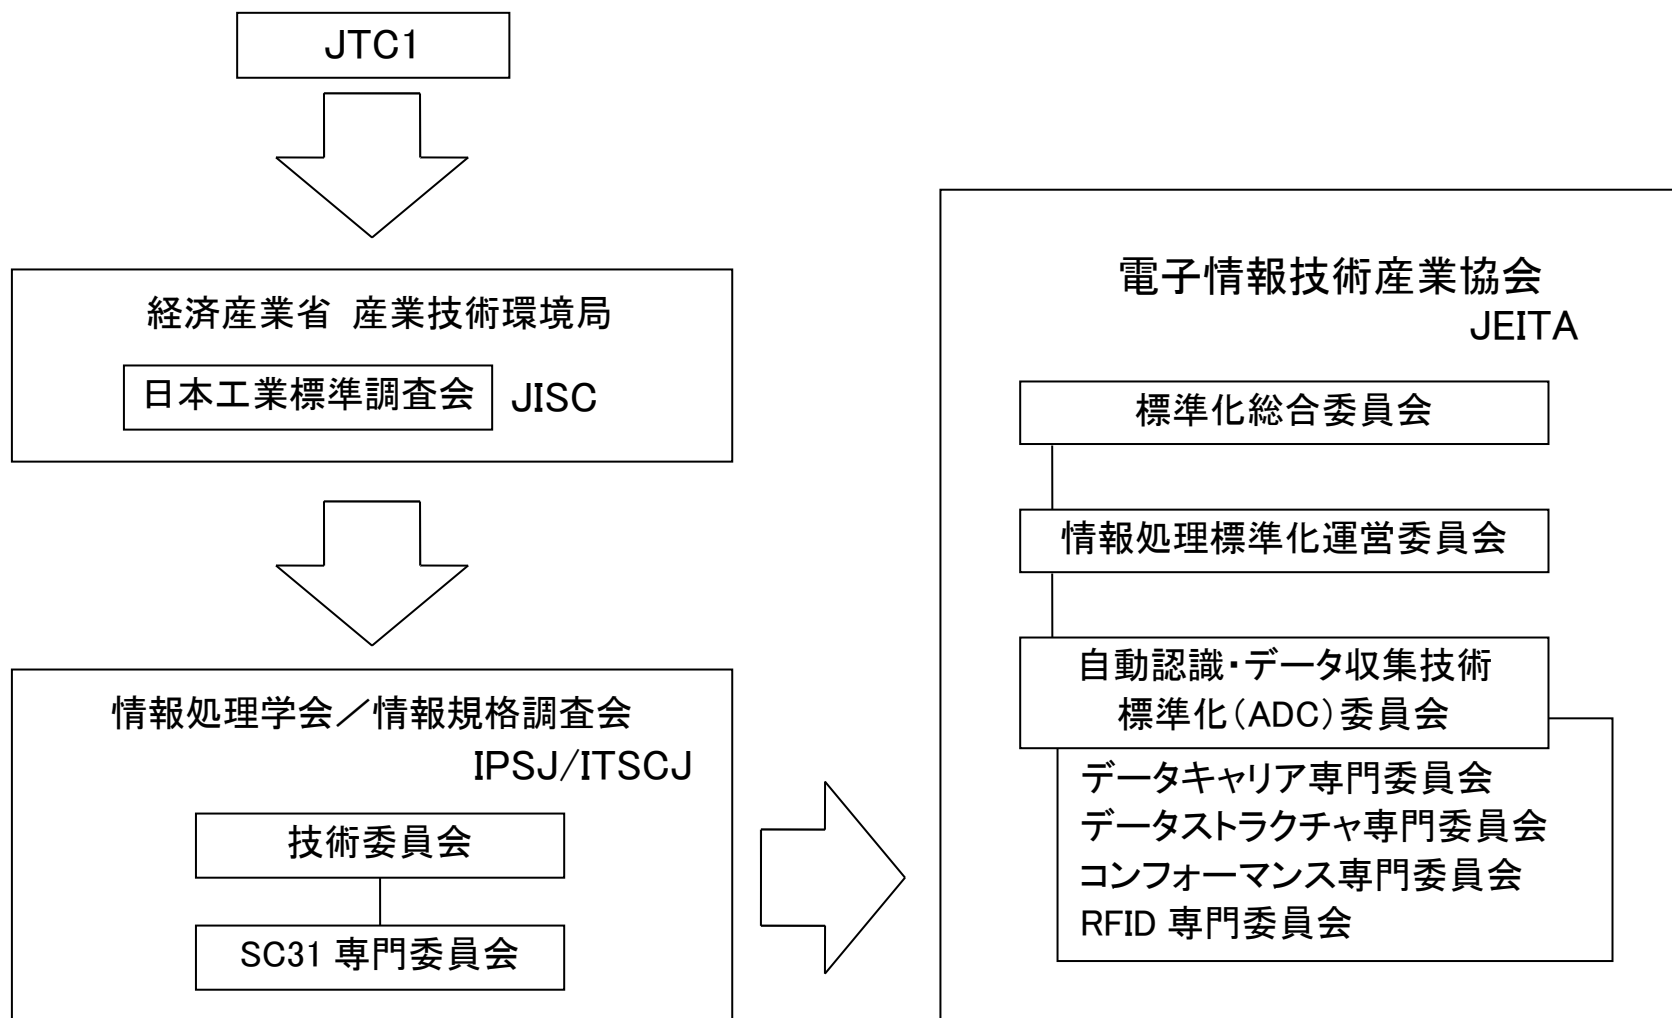 JTC1
経済産業省 産業技術環境局
日本工業標準調査会 JISC
情報処理学会／情報規格調査会
IPSJ/ITSCJ
技術委員会
SC31 専門委員会
電子情報技術産業協会
JEITA
標準化総合委員会
情報処理標準化運営委員会
自動認識・データ収集技術
標準化（ADC）委員会
データキャリア専門委員会
データストラクチャ専門委員会
コンフォーマンス専門委員会
RFID 専門委員会